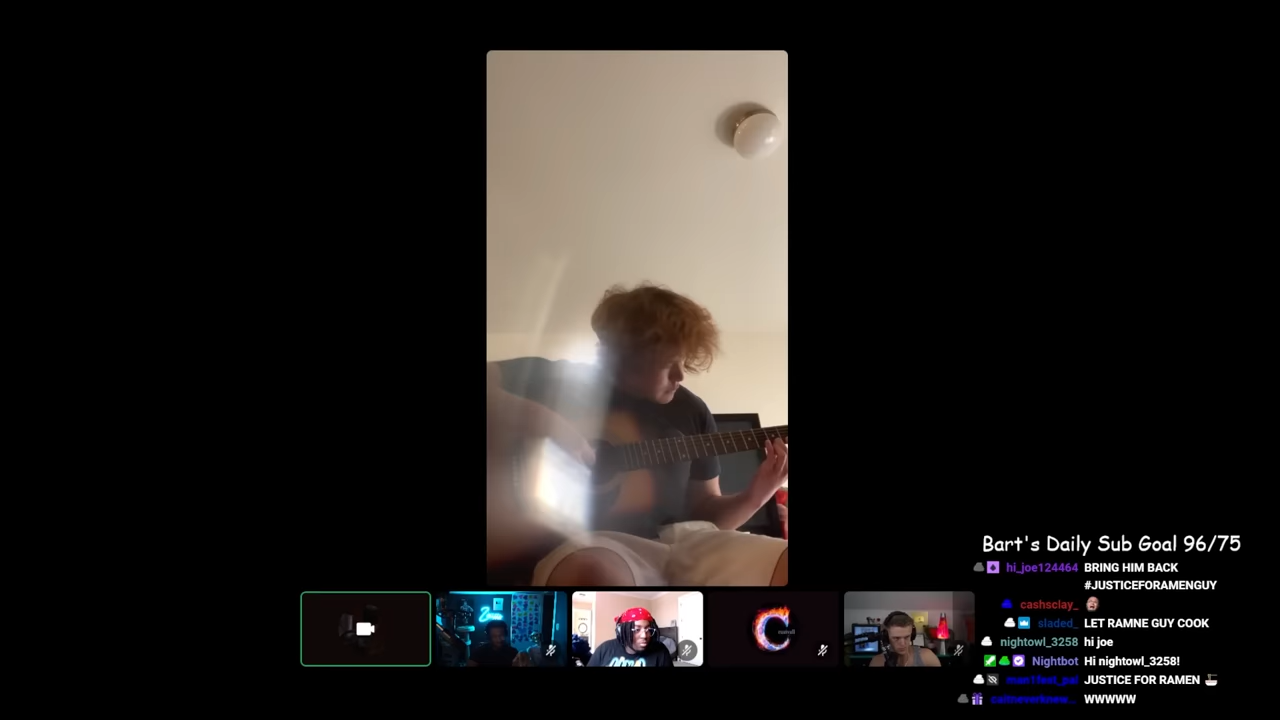 Bart's Daily Sub Goal 96/75
hi_joe124464 BRING HIM BACK
#JUSTICEFORAMENGUY
cashsclay_
sladed_ LET RAMNE GUY COOK
nightowl_3258 hi joe
Nightbot Hi nightowl_3258!
JUSTICE FOR RAMEN
WWWWW